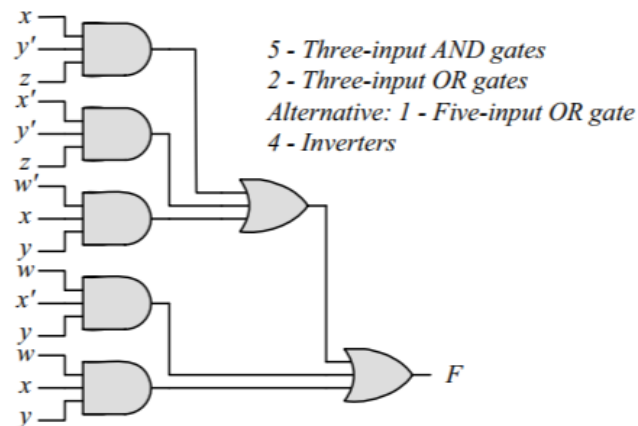 x
y'
z
x'
y'
z
w'
x
y
w
x'
y
w
x
y
5 - Three-input AND gates
2 - Three-input OR gates
Alternative: 1 - Five-input OR gate
4 - Inverters
F